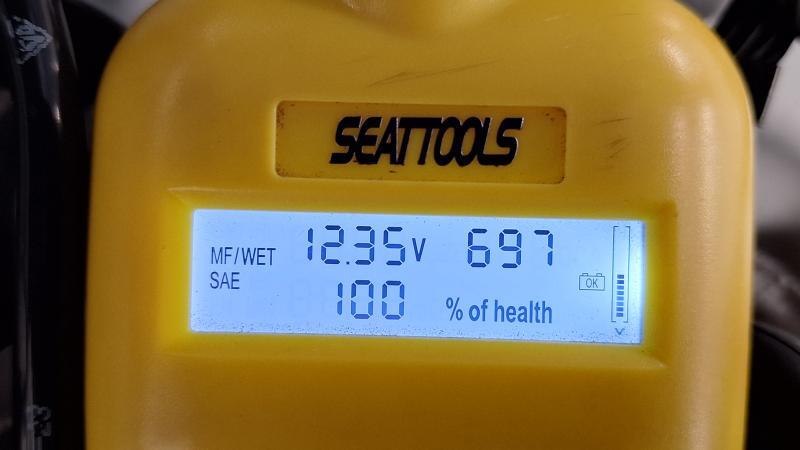 SEATTOOLS
MF/WET 12.35V 697
SAE
100 % of health
OK